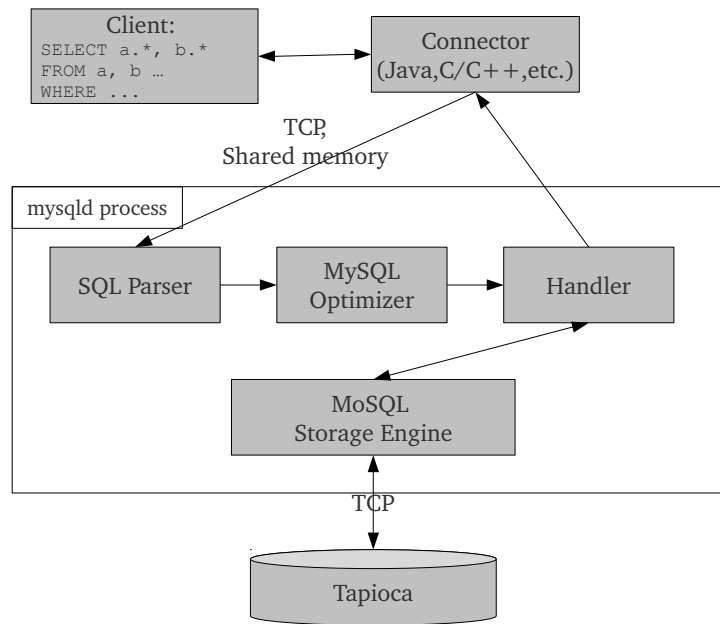 Client:
SELECT a.*, b.*
FROM a, b …
WHERE ...
Connector
(Java,C/C++,etc.)
TCP,
Shared memory
mysqld process
SQL Parser
MySQL
Optimizer
Handler
MoSQL
Storage Engine
TCP
Tapioca